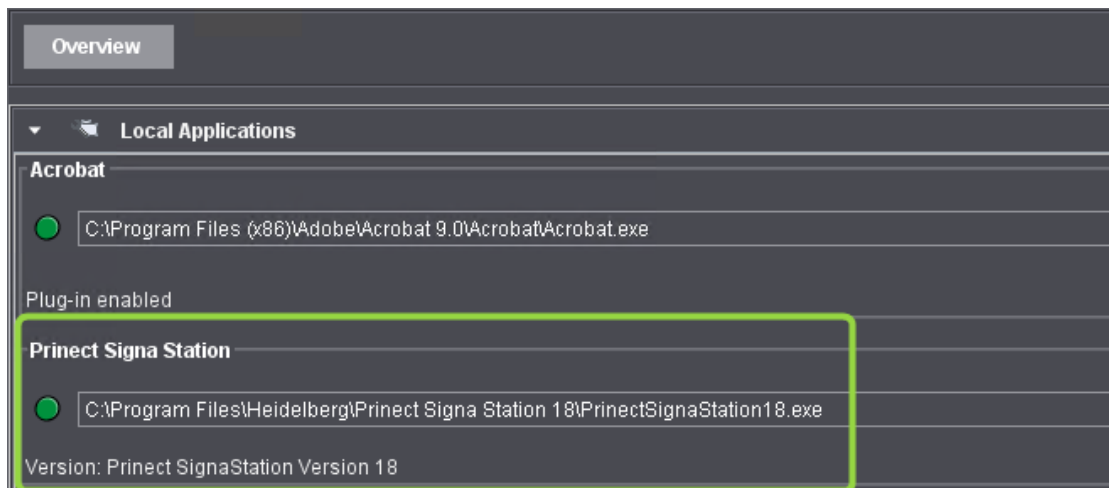 Overview
Local Applications
Acrobat
C:\Program Files (x86)\Adobe\Acrobat 9.0\Acrobat\Acrobat.exe
Plug-in enabled
Prinect Signa Station
C:\Program Files\Heidelberg\Prinect Signa Station 18\PrinectSignaStation18.exe
Version: Prinect SignaStation Version 18